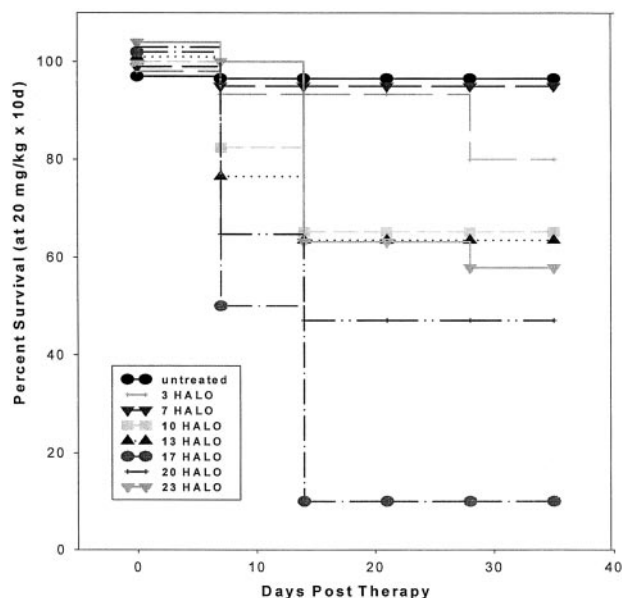 Percent Survival (at 20 mg/kg x 10d)
100
80
60
40
20
0
untreated
3 HALO
7 HALO
10 HALO
13 HALO
17 HALO
20 HALO
23 HALO
0
10
20
30
40
Days Post Therapy